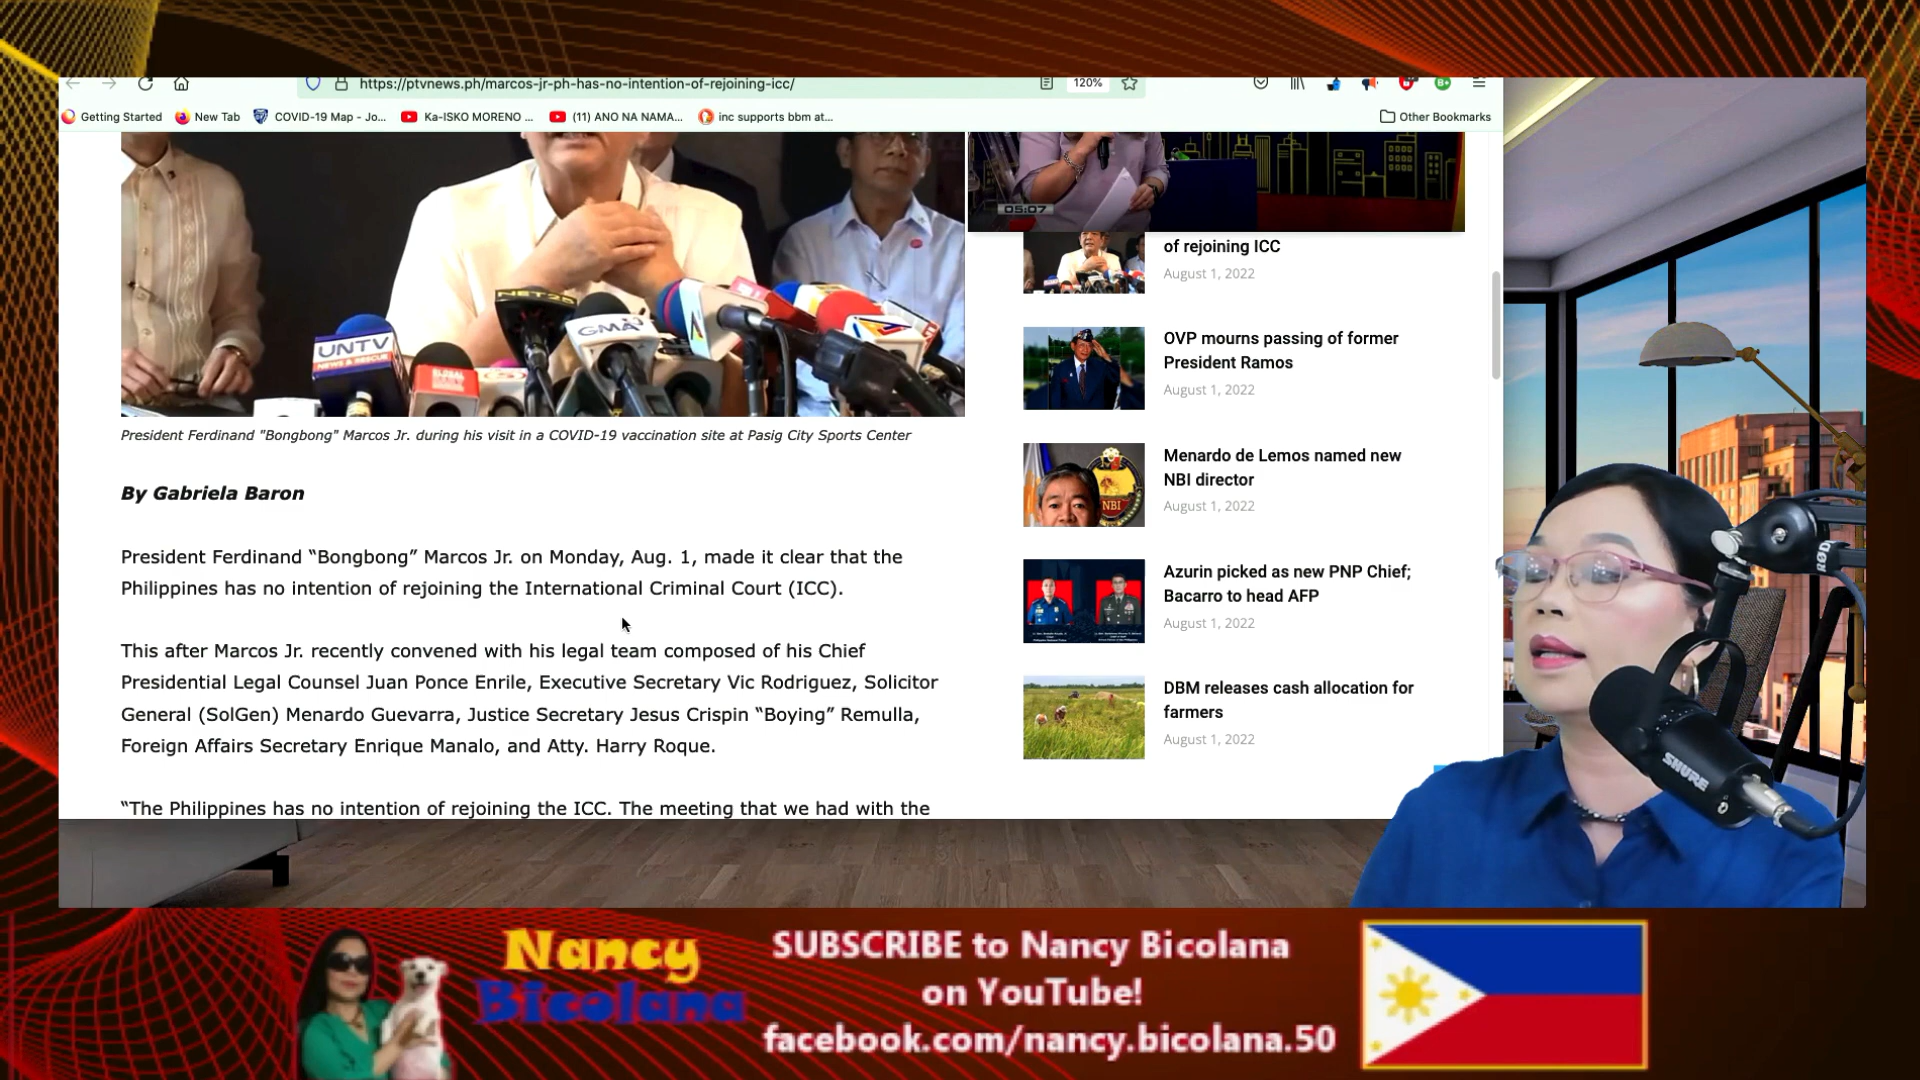 https://ptvnews.ph/marcos-jr-ph-has-no-intention-of-rejoining-icc/
120%
Getting Started
New Tab
COVID-19 Map - Jo...
Ka-ISKO MORENO ...
(11) ANO NA NAMA...
inc supports bbm at...
Other Bookmarks
UNTV
NEWS & RESCUE
GLOBAL
NET25
GMA
05:07
President Ferdinand "Bongbong" Marcos Jr. during his visit in a COVID-19 vaccination site at Pasig City Sports Center
By Gabriela Baron
President Ferdinand “Bongbong” Marcos Jr. on Monday, Aug. 1, made it clear that the
Philippines has no intention of rejoining the International Criminal Court (ICC).
This after Marcos Jr. recently convened with his legal team composed of his Chief
Presidential Legal Counsel Juan Ponce Enrile, Executive Secretary Vic Rodriguez, Solicitor
General (SolGen) Menardo Guevarra, Justice Secretary Jesus Crispin “Boying” Remulla,
Foreign Affairs Secretary Enrique Manalo, and Atty. Harry Roque.
“The Philippines has no intention of rejoining the ICC. The meeting that we had with the
of rejoining ICC
August 1, 2022
OVP mourns passing of former
President Ramos
August 1, 2022
NBI
Menardo de Lemos named new
NBI director
August 1, 2022
Azurin picked as new PNP Chief;
Bacarro to head AFP
August 1, 2022
DBM releases cash allocation for
farmers
August 1, 2022
RØDE
SHURE
Nancy
Bicolana
SUBSCRIBE to Nancy Bicolana
on YouTube!
facebook.com/nancy.bicolana.50